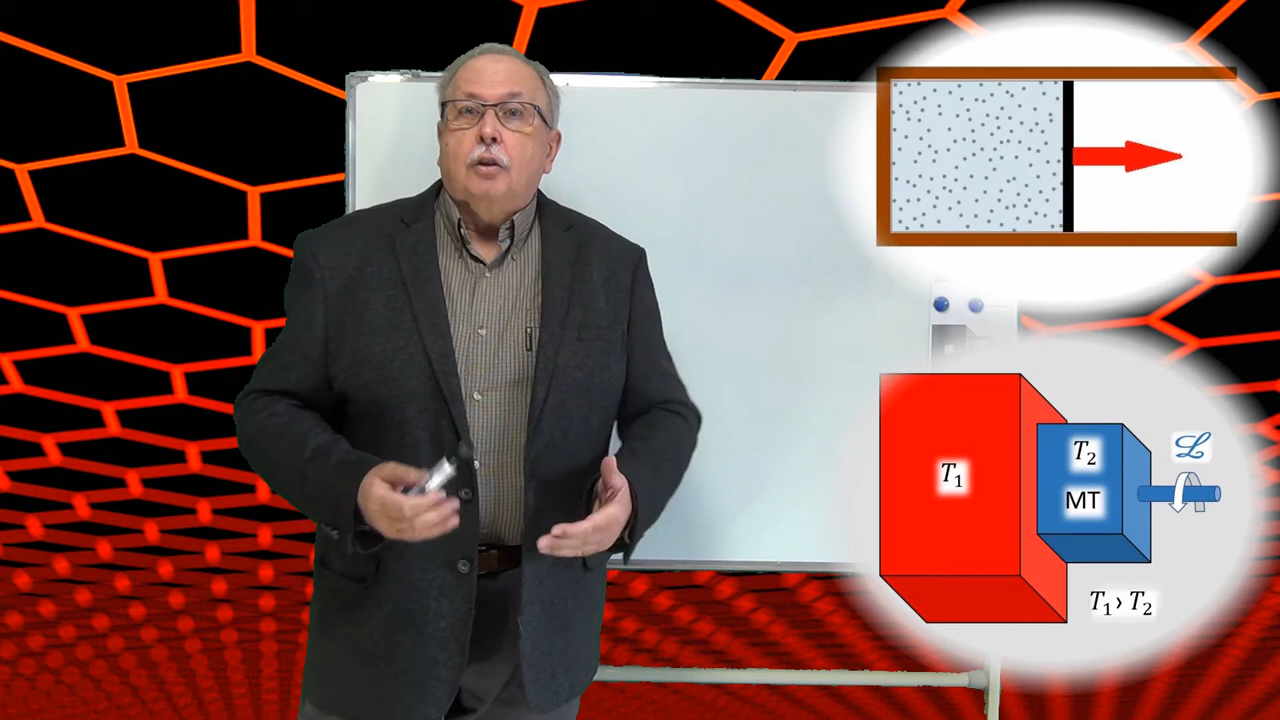 T₁
T₂
MT
ℒ
T₁ › T₂